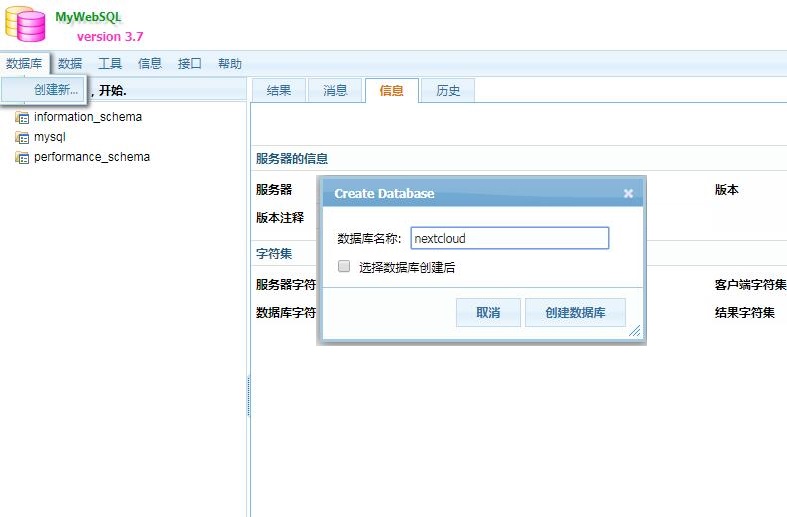 MyWebSQL
version 3.7
数据库 数据 工具 信息 接口 帮助
创建新...
, 开始.
结果 消息 信息 历史
information_schema
mysql
performance_schema
服务器的信息
服务器 版本
版本注释
Create Database
数据库名称: nextcloud
选择数据库创建后
取消 创建数据库
字符集
服务器字符 客户端字符集
数据库字符 结果字符集